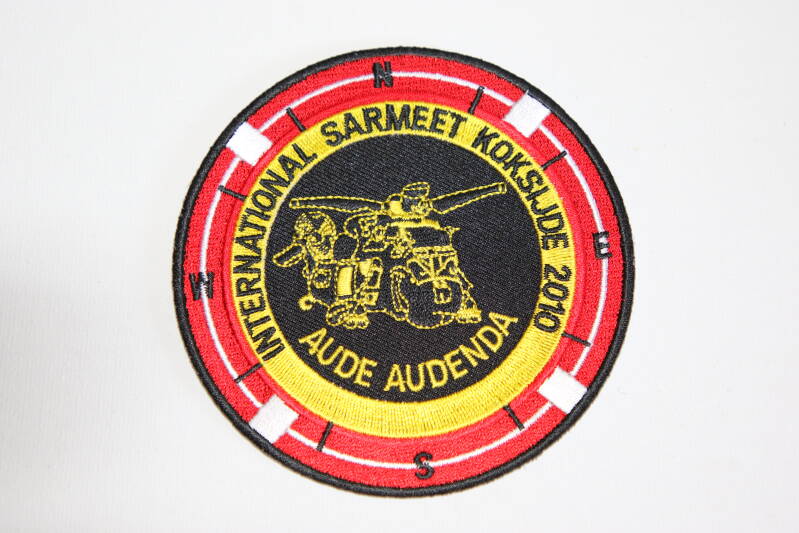 N
E
S
W
INTERNATIONAL SARMEET KOKSIJDE 2010
AUDE AUDENDA